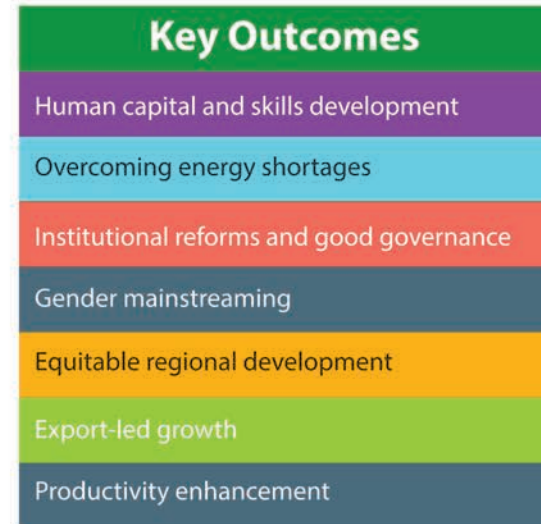 Key Outcomes
Human capital and skills development
Overcoming energy shortages
Institutional reforms and good governance
Gender mainstreaming
Equitable regional development
Export-led growth
Productivity enhancement